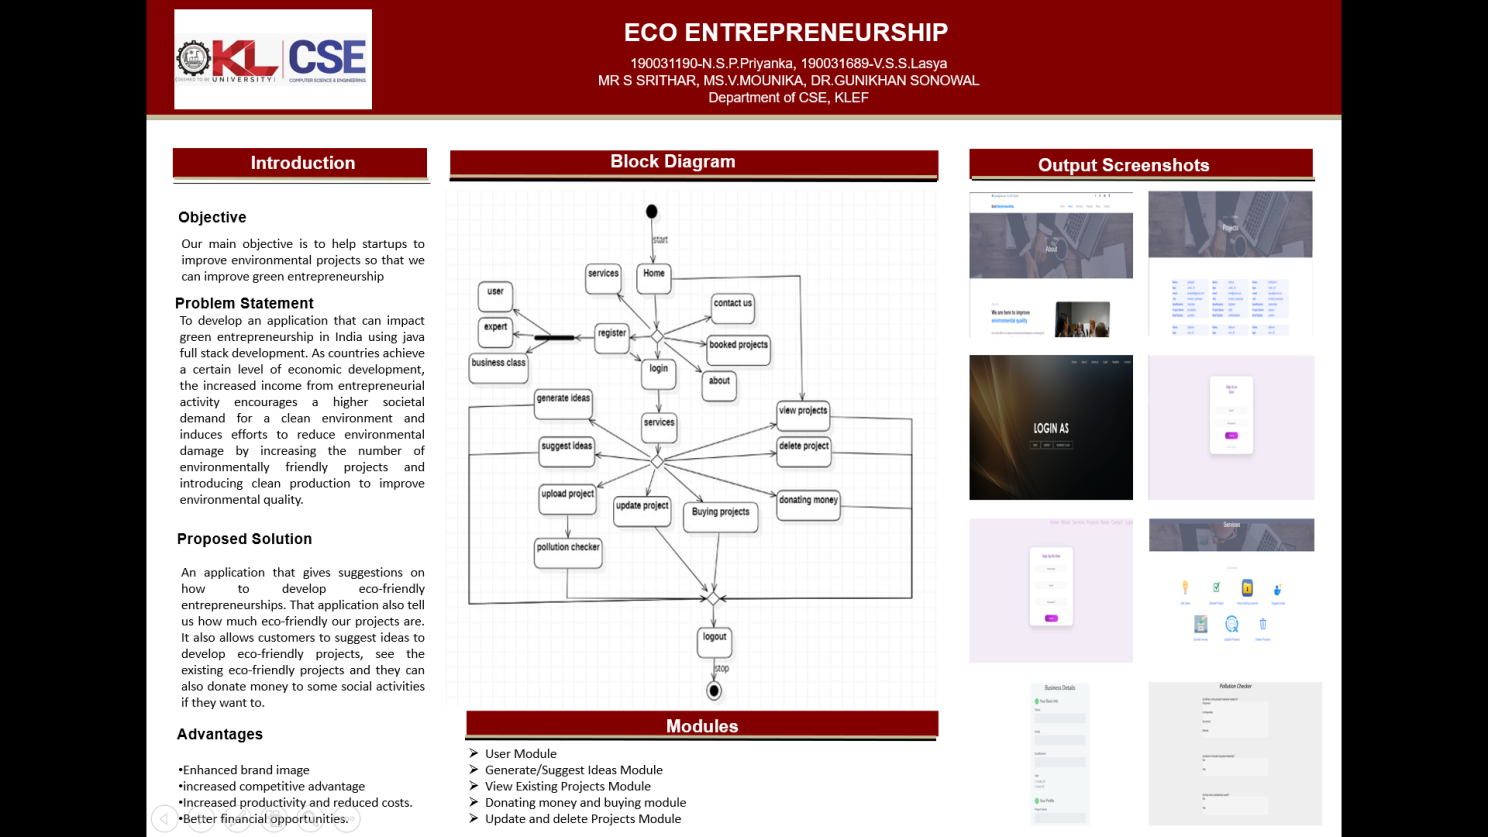 KL | CSE
(DEEMED TO BE UNIVERSITY)
COMPUTER SCIENCE & ENGINEERING
ECO ENTREPRENEURSHIP
190031190-N.S.P.Priyanka, 190031689-V.S.S.Lasya
MR S SRITHAR, MS.V.MOUNIKA, DR.GUNIKHAN SONOWAL
Department of CSE, KLEF
Introduction
Objective
Our main objective is to help startups to
improve environmental projects so that we
can improve green entrepreneurship
Problem Statement
To develop an application that can impact
green entrepreneurship in India using java
full stack development. As countries achieve
a certain level of economic development,
the increased income from entrepreneurial
activity encourages a higher societal
demand for a clean environment and
induces efforts to reduce environmental
damage by increasing the number of
environmentally friendly projects and
introducing clean production to improve
environmental quality.
Proposed Solution
An application that gives suggestions on
how to develop eco-friendly
entrepreneurships. That application also tell
us how much eco-friendly our projects are.
It also allows customers to suggest ideas to
develop eco-friendly projects, see the
existing eco-friendly projects and they can
also donate money to some social activities
if they want to.
Advantages
•Enhanced brand image
•increased competitive advantage
•Increased productivity and reduced costs.
•Better financial opportunities.
Block Diagram
start
services
Home
user
contact us
expert
register
booked projects
business class
login
about
generate ideas
view projects
services
suggest ideas
delete project
upload project
update project
Buying projects
donating money
pollution checker
logout
stop
Modules
User Module
Generate/Suggest Ideas Module
View Existing Projects Module
Donating money and buying module
Update and delete Projects Module
Output Screenshots
About
We are here to improve
environmental quality
Projects
LOGIN AS
Services
Business Details
Your Basic Info
Your Profile
Pollution Checker